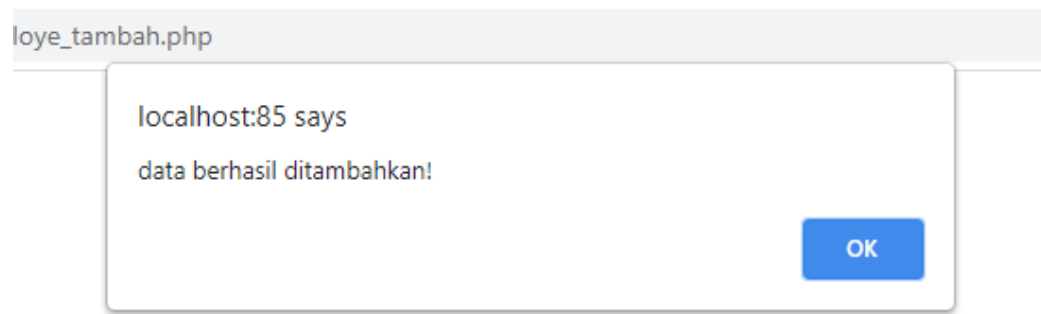 loye_tambah.php
localhost:85 says
data berhasil ditambahkan!
OK